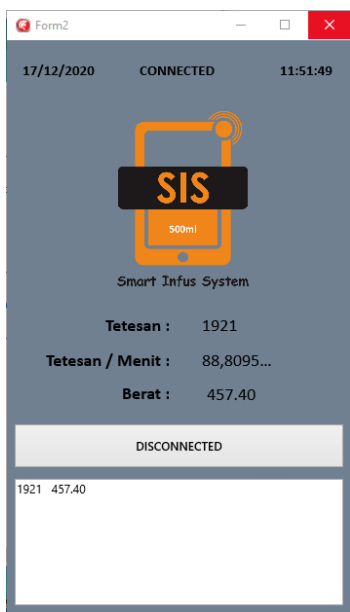 Form2
17/12/2020 CONNECTED 11:51:49
SIS
500ml
Smart Infus System
Tetesan : 1921
Tetesan / Menit : 88,8095...
Berat : 457.40
DISCONNECTED
1921 457.40